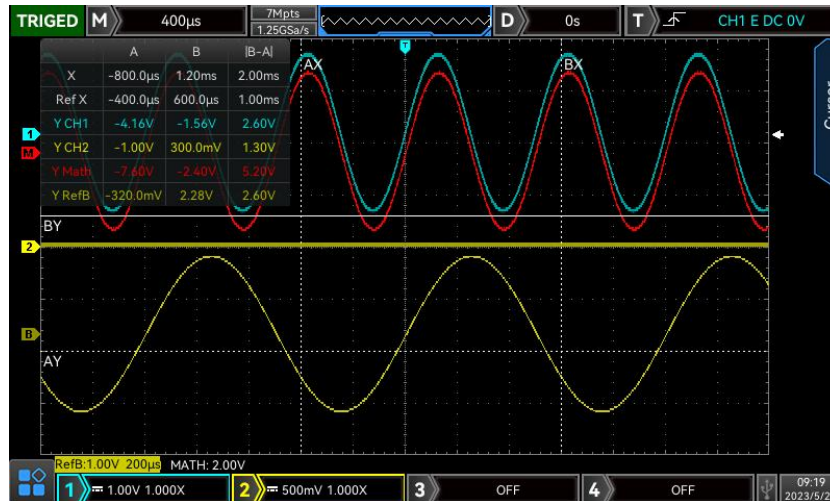 TRIGED M 400μs 7Mpts 1.25GSa/s D 0s T CH1 E DC 0V
T
A B |B-A|
X -800.0μs 1.20ms 2.00ms
Ref X -400.0μs 600.0μs 1.00ms
Y CH1 -4.16V -1.56V 2.60V
Y CH2 -1.00V 300.0mV 1.30V
Y Math -7.60V -2.40V 5.20V
Y RefB -320.0mV 2.28V 2.60V
AX BX
1
M
BY
2
B
AY
RefB:1.00V 200μs MATH: 2.00V
1 1.00V 1.000X 2 500mV 1.000X 3 OFF 4 OFF 09:19